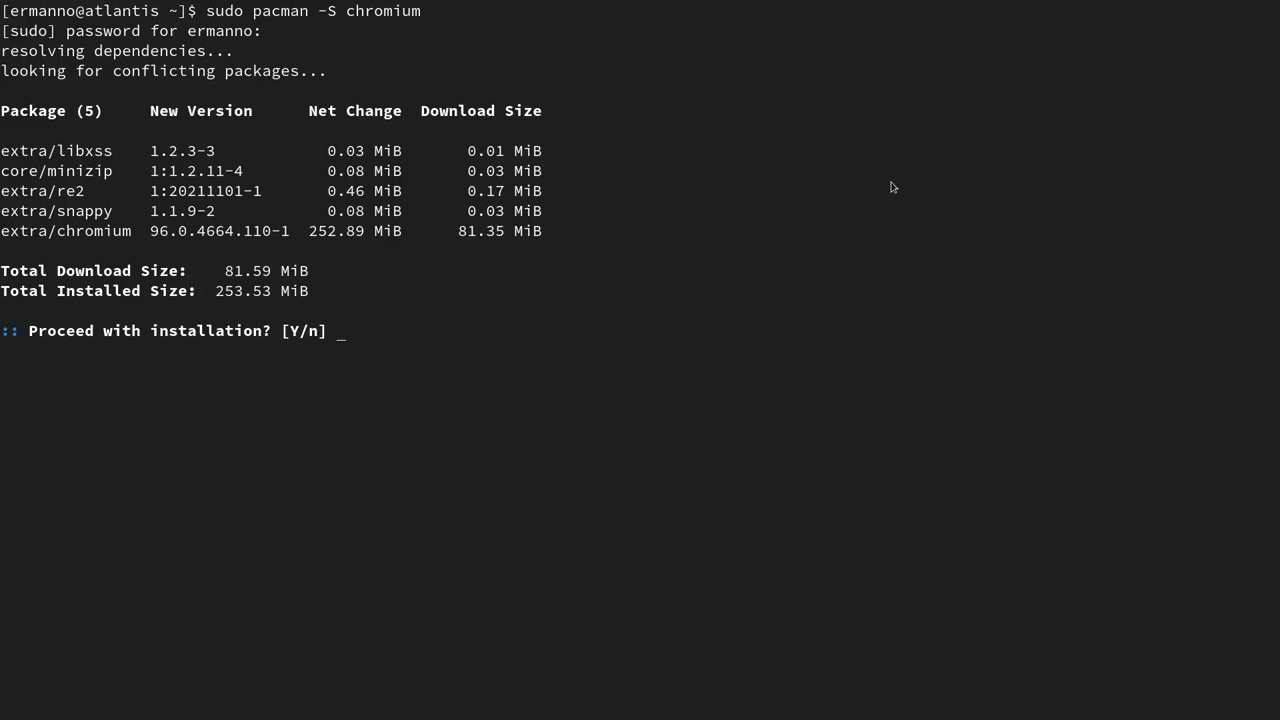 [ermanno@atlantis ~]$ sudo pacman -S chromium
[sudo] password for ermanno:
resolving dependencies...
looking for conflicting packages...
Package (5)     New Version      Net Change  Download Size
extra/libxss    1.2.3-3            0.03 MiB       0.01 MiB
core/minizip    1:1.2.11-4         0.08 MiB       0.03 MiB
extra/re2       1:20211101-1       0.46 MiB       0.17 MiB
extra/snappy    1.1.9-2            0.08 MiB       0.03 MiB
extra/chromium  96.0.4664.110-1  252.89 MiB      81.35 MiB
Total Download Size:    81.59 MiB
Total Installed Size:  253.53 MiB
:: Proceed with installation? [Y/n] _